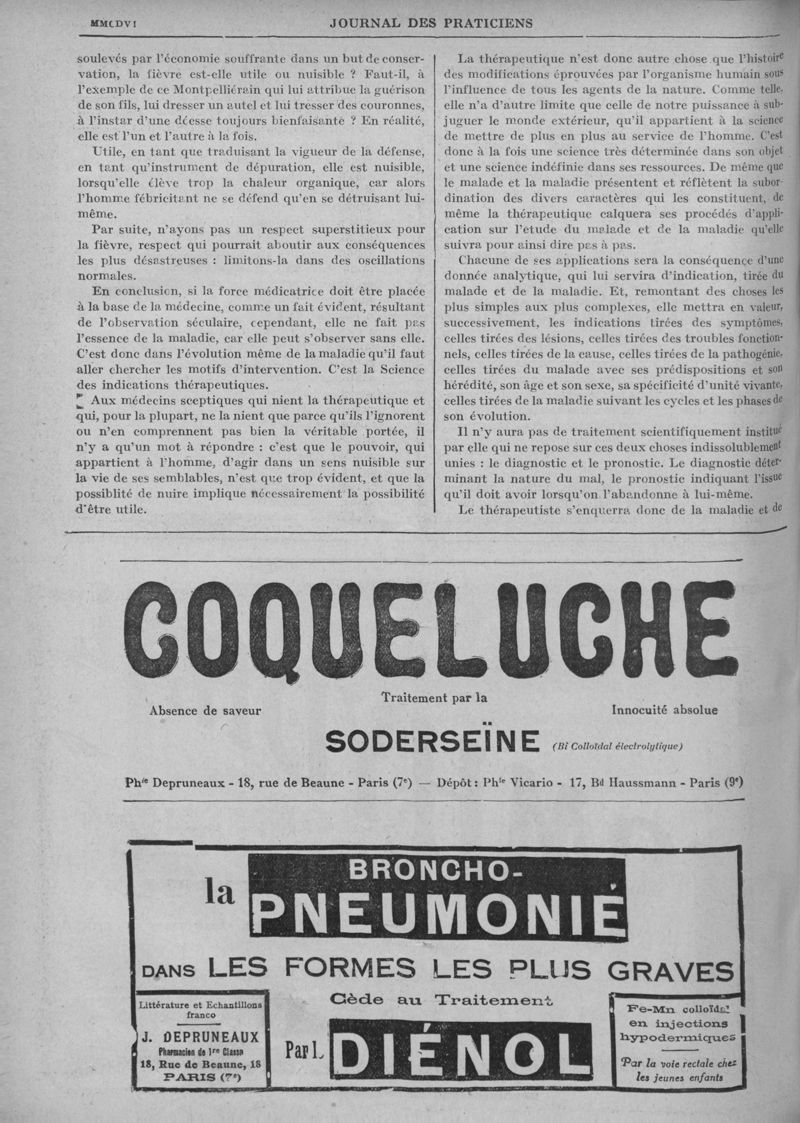 MMCDVI
JOURNAL DES PRATICIENS
soulevés par l'économie souffrante dans un but de conser-
vation, la fièvre est-elle utile ou nuisible ? Faut-il, à
l'exemple de ce Montpelliérain qui lui attribue la guérison
de son fils, lui dresser un autel et lui tresser des couronnes,
à l'instar d'une déesse toujours bienfaisante ? En réalité,
elle est l'un et l'autre à la fois.
Utile, en tant que traduisant la vigueur de la défense,
en tant qu'instrument de dépuration, elle est nuisible,
lorsqu'elle élève trop la chaleur organique, car alors
l'homme fébricitant ne se défend qu'en se détruisant lui-
même.
Par suite, n'ayons pas un respect superstitieux pour
la fièvre, respect qui pourrait aboutir aux conséquences
les plus désastreuses : limitons-la dans des oscillations
normales.
En conclusion, si la force médicatrice doit être placée
à la base de la médecine, comme un fait évident, résultant
de l'observation séculaire, cependant, elle ne fait pas
l'essence de la maladie, car elle peut s'observer sans elle.
C'est donc dans l'évolution même de la maladie qu'il faut
aller chercher les motifs d'intervention. C'est la Science
des indications thérapeutiques.
Aux médecins sceptiques qui nient la thérapeutique et
qui, pour la plupart, ne la nient que parce qu'ils l'ignorent
ou n'en comprennent pas bien la véritable portée, il
n'y a qu'un mot à répondre : c'est que le pouvoir, qui
appartient à l'homme, d'agir dans un sens nuisible sur
la vie de ses semblables, n'est que trop évident, et que la
possiblité de nuire implique nécessairement la possibilité
d'être utile.
La thérapeutique n'est donc autre chose que l'histoire
des modifications éprouvées par l'organisme humain sous
l'influence de tous les agents de la nature. Comme telle,
elle n'a d'autre limite que celle de notre puissance à sub-
juguer le monde extérieur, qu'il appartient à la science
de mettre de plus en plus au service de l'homme. C'est
donc à la fois une science très déterminée dans son objet
et une science indéfinie dans ses ressources. De même que
le malade et la maladie présentent et réflètent la subor-
dination des divers caractères qui les constituent, de
même la thérapeutique calquera ses procédés d'appli-
cation sur l'etude du malade et de la maladie qu'elle
suivra pour ainsi dire pas à pas.
Chacune de ses applications sera la conséquence d'une
donnée analytique, qui lui servira d'indication, tirée du
malade et de la maladie. Et, remontant des choses les
plus simples aux plus complexes, elle mettra en valeur,
successivement, les indications tirées des symptômes,
celles tirées des lésions, celles tirées des troubles fonction-
nels, celles tirées de la cause, celles tirées de la pathogénie,
celles tirées du malade avec ses prédispositions et son
hérédité, son âge et son sexe, sa spécificité d'unité vivante,
celles tirées de la maladie suivant les cycles et les phases de
son évolution.
Il n'y aura pas de traitement scientifiquement institué
par elle qui ne repose sur ces deux choses indissolublement
unies : le diagnostic et le pronostic. Le diagnostic déter-
minant la nature du mal, le pronostic indiquant l'issue
qu'il doit avoir lorsqu'on l'abandonne à lui-même.
Le thérapeutiste s'enquerra donc de la maladie et de
COQUELUCHE
Traitement par la
Absence de saveur
Innocuité absolue
SODERSEÏNE (Bi Colloïdal électrolytique)
Phie Depruneaux - 18, rue de Beaune - Paris (7e) — Dépôt : Phie Vicario - 17, Bd Haussmann - Paris (9e)
la BRONCHO-
PNEUMONIE
DANS LES FORMES LES PLUS GRAVES
Cède au Traitement
Par l. DIÉNOL
Littérature et Echantillons
franco
J. DEPRUNEAUX
Pharmacien de 1re Classe
18, Rue de Beaune, 18
PARIS (7e)
Fe-Mn colloïdal
en injections
hypodermiques
Par la voie rectale chez
les jeunes enfants